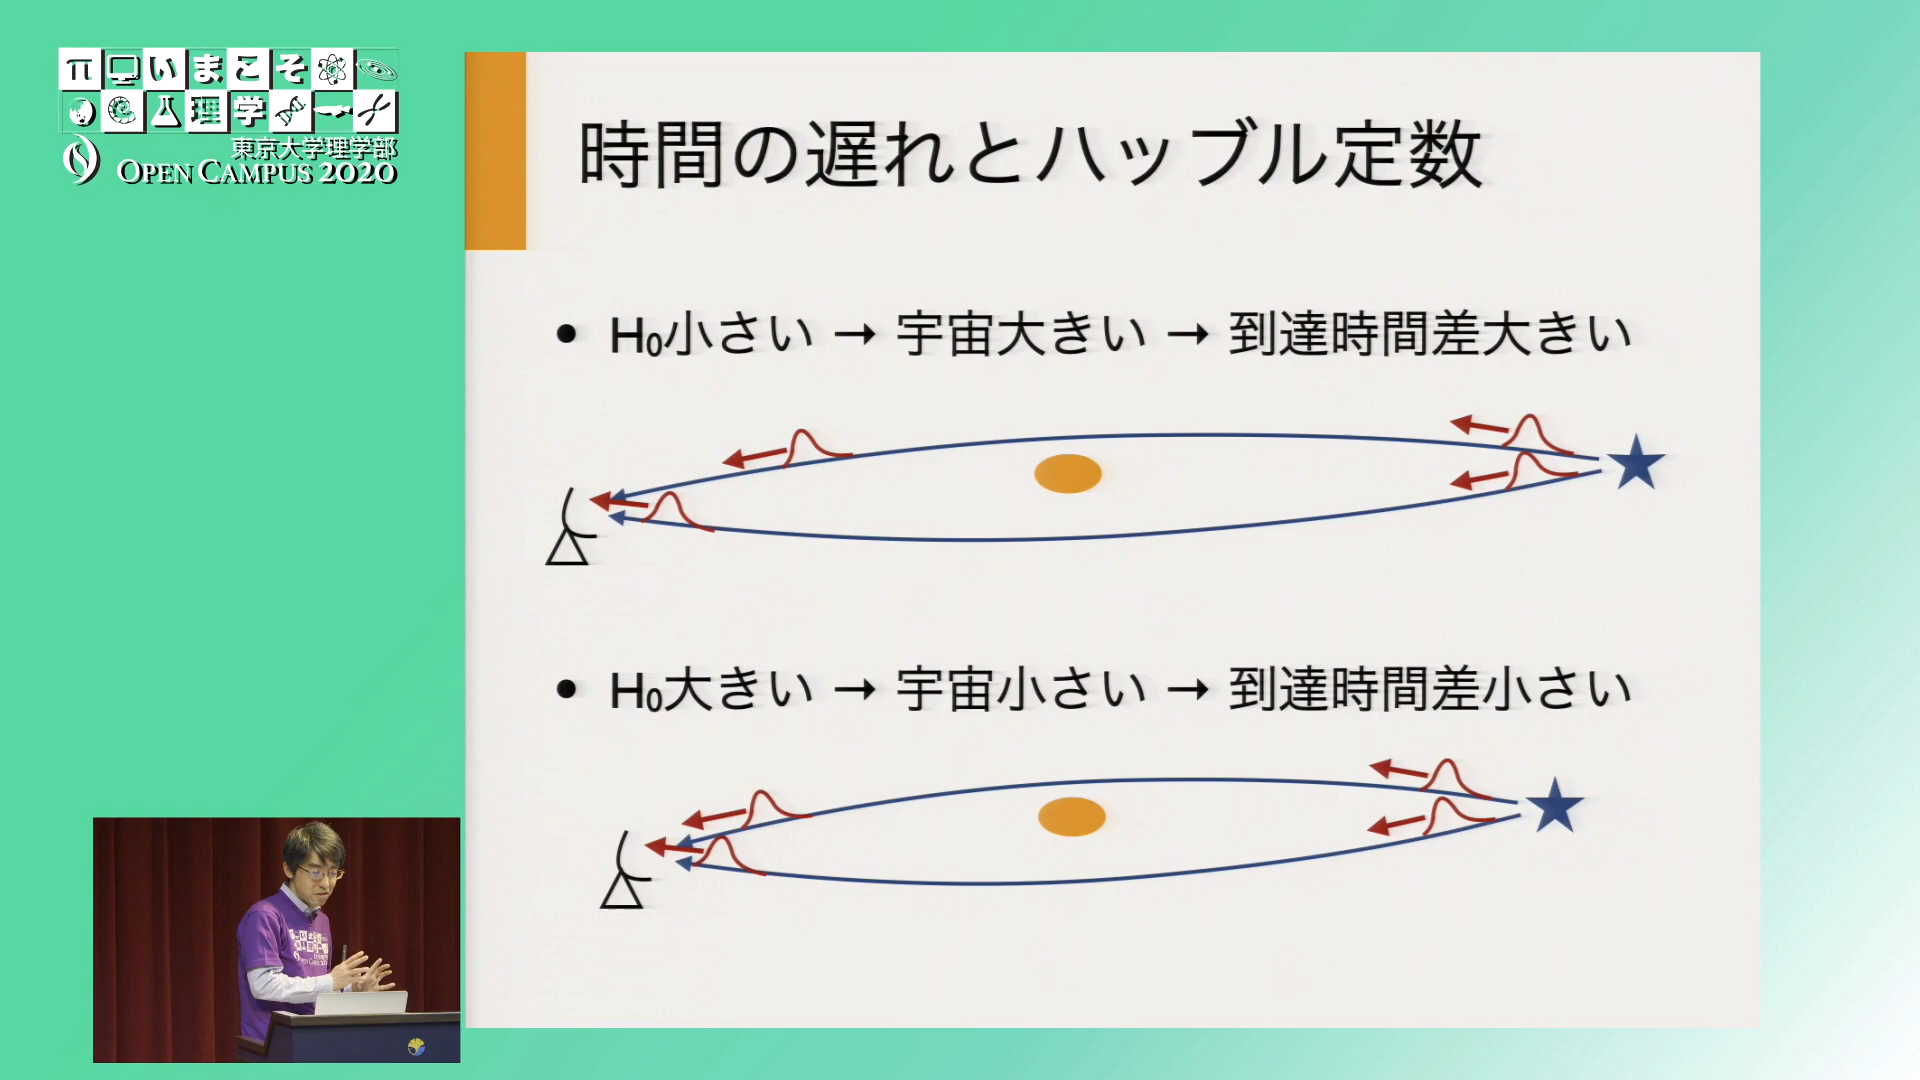 πいまこそ
理学
東京大学理学部
OPEN CAMPUS 2020
時間の遅れとハッブル定数
• H₀小さい → 宇宙大きい → 到達時間差大きい
• H₀大きい → 宇宙小さい → 到達時間差小さい